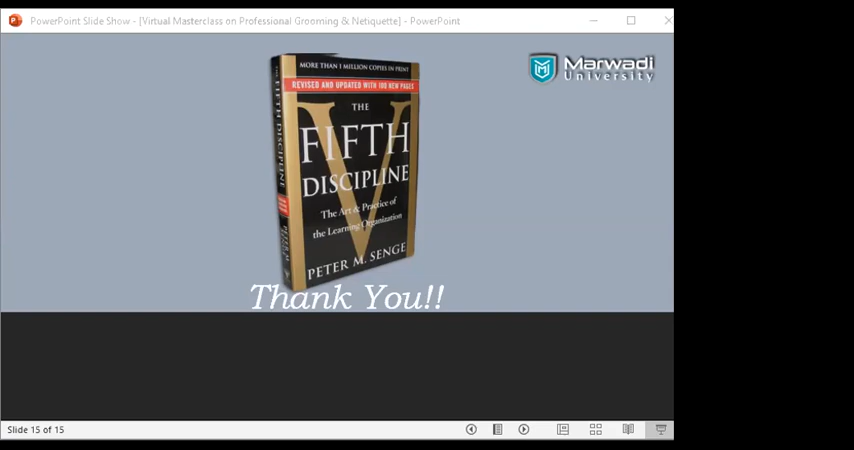 PowerPoint Slide Show - [Virtual Masterclass on Professional Grooming & Netiquette] - PowerPoint
Marwadi
University
MORE THAN 1 MILLION COPIES IN PRINT
REVISED AND UPDATED WITH 100 NEW PAGES
THE
FIFTH
DISCIPLINE
The Art & Practice of
the Learning Organization
PETER M. SENGE
THE FIFTH DISCIPLINE
Thank You!!
Slide 15 of 15